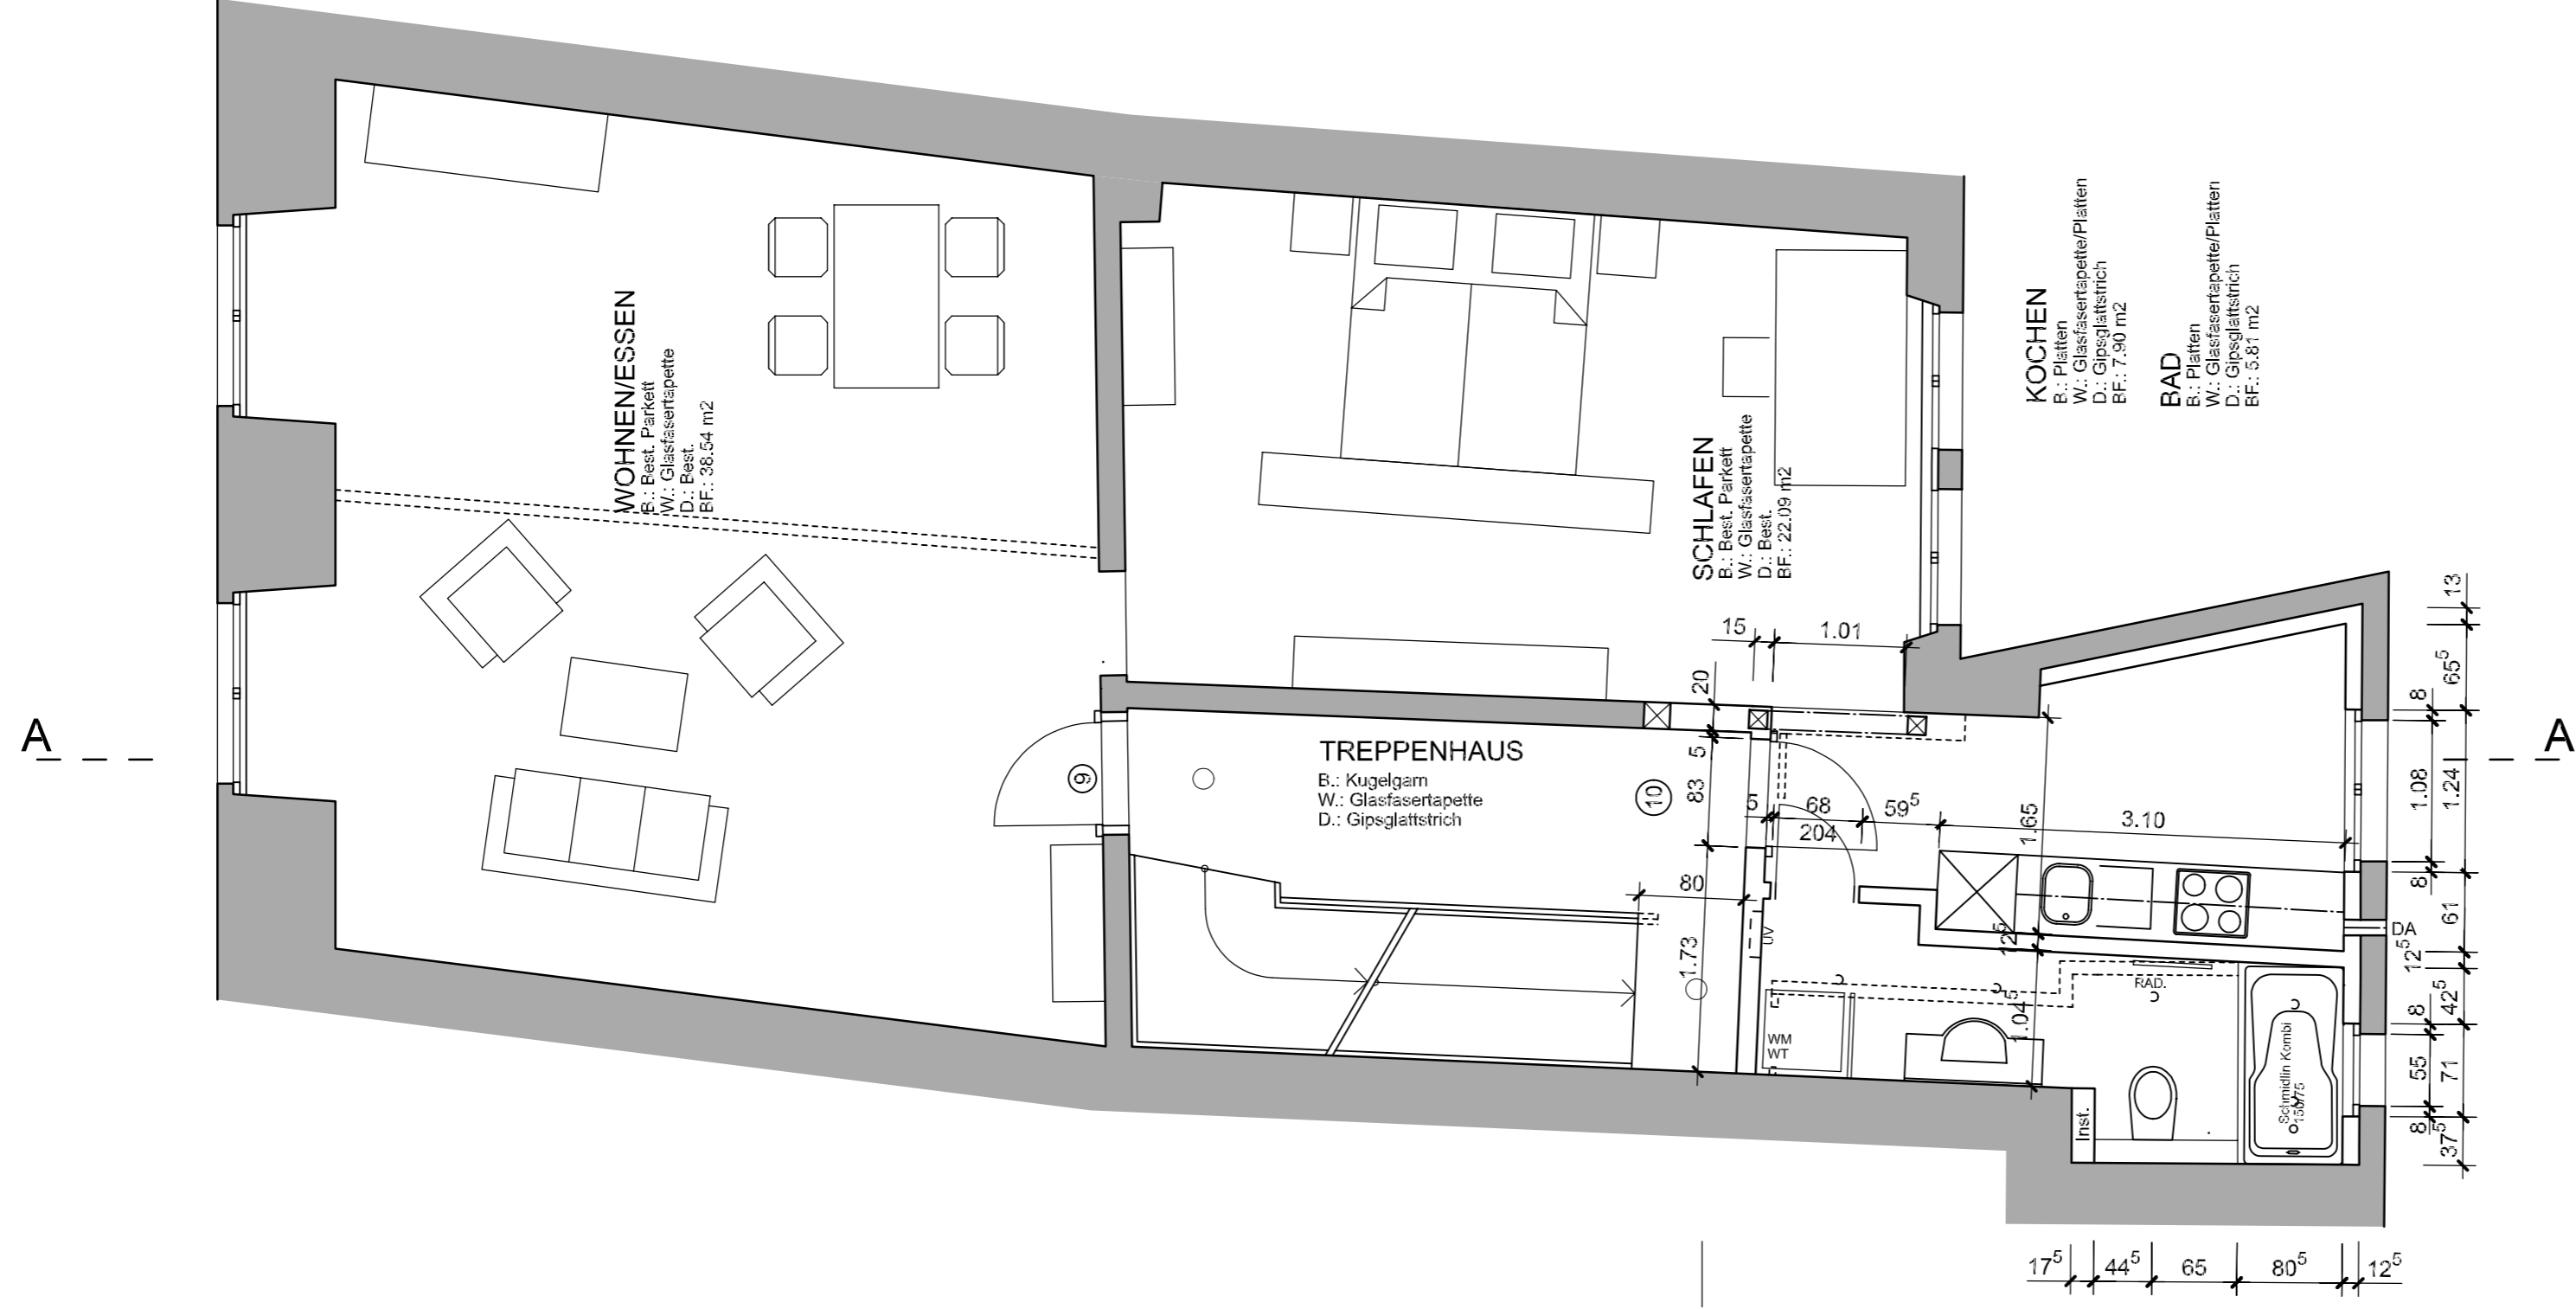 WOHNEN/ESSEN
B.: Best. Parkett
W.: Glasfasertapette
D.: Best.
BF.: 38.54 m2
SCHLAFEN
B.: Best. Parkett
W.: Glasfasertapette
D.: Best.
BF.: 22.09 m2
KOCHEN
B.: Platten
W.: Glasfasertapette/Platten
D.: Gipsglattstrich
BF.: 7.90 m2
BAD
B.: Platten
W.: Glasfasertapette/Platten
D.: Gipsglattstrich
BF.: 5.81 m2
A
A
TREPPENHAUS
B.: Kugelgarn
W.: Glasfasertapette
D.: Gipsglattstrich
9
10
15
1.01
20
5
83
5
68
204
59⁵
3.10
1.65
80
1.73
UV
12⁵
1.04⁵
WM
WT
RAD.
Inst.
Schmidlin Kombi
150/75
DA
13
65⁵
8
1.08
1.24
8
61
12⁵
42⁵
8
55
71
8
37⁵
17⁵
44⁵
65
80⁵
12⁵